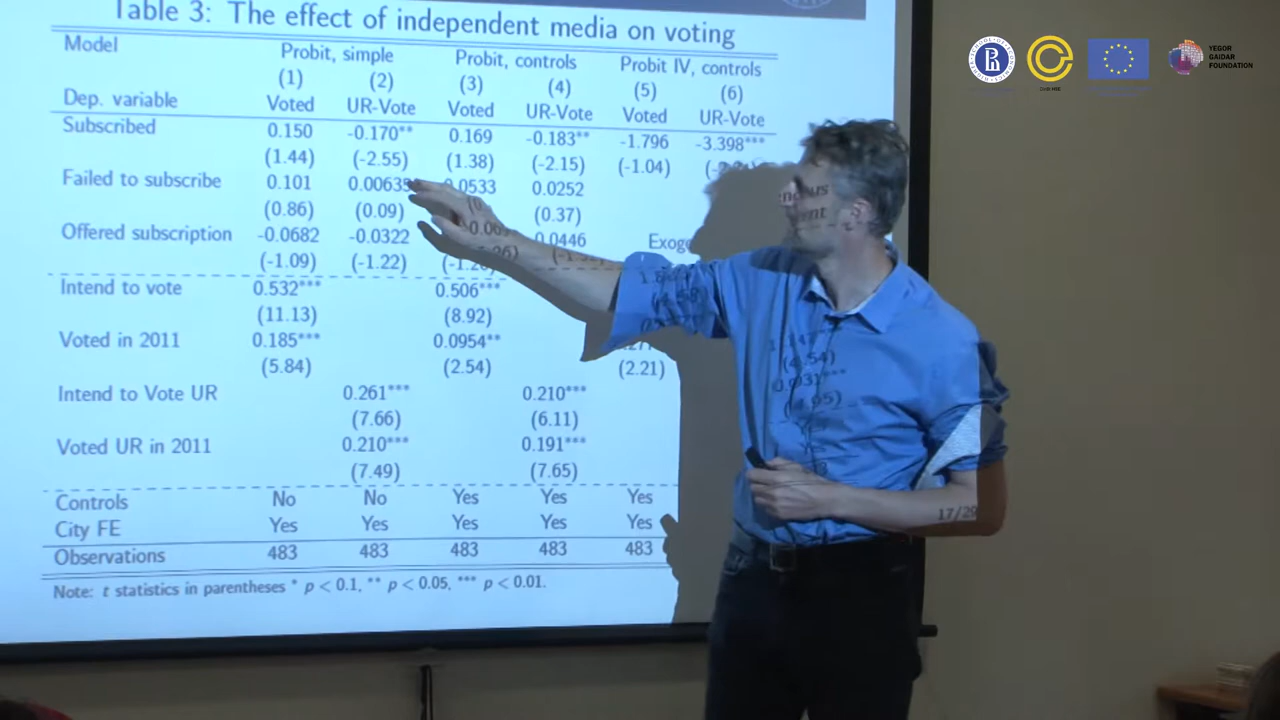 Table 3: The effect of independent media on voting
Model Probit, simple Probit, controls Probit IV, controls
(1) (2) (3) (4) (5) (6)
Dep. variable Voted UR-Vote Voted UR-Vote Voted UR-Vote
Subscribed 0.150 -0.170** 0.169 -0.183** -1.796 -3.398***
(1.44) (-2.55) (1.38) (-2.15) (-1.04)
Failed to subscribe 0.101 0.0533 0.0252
(0.86) (0.09) (0.37)
Offered subscription -0.0682 -0.0322
(-1.09) (-1.22)
Intend to vote 0.532*** 0.506***
(11.13) (8.92)
Voted in 2011 0.185*** 0.0954**
(5.84) (2.54) (2.21)
Intend to Vote UR 0.261*** 0.210***
(7.66) (6.11)
Voted UR in 2011 0.210*** 0.191***
(7.49) (7.65)
Controls No No Yes Yes Yes
City FE Yes Yes Yes Yes Yes
17/29
Observations 483 483 483 483 483
Note: t statistics in parentheses * p < 0.1, ** p < 0.05, *** p < 0.01.
YEGOR
GAIDAR
FOUNDATION